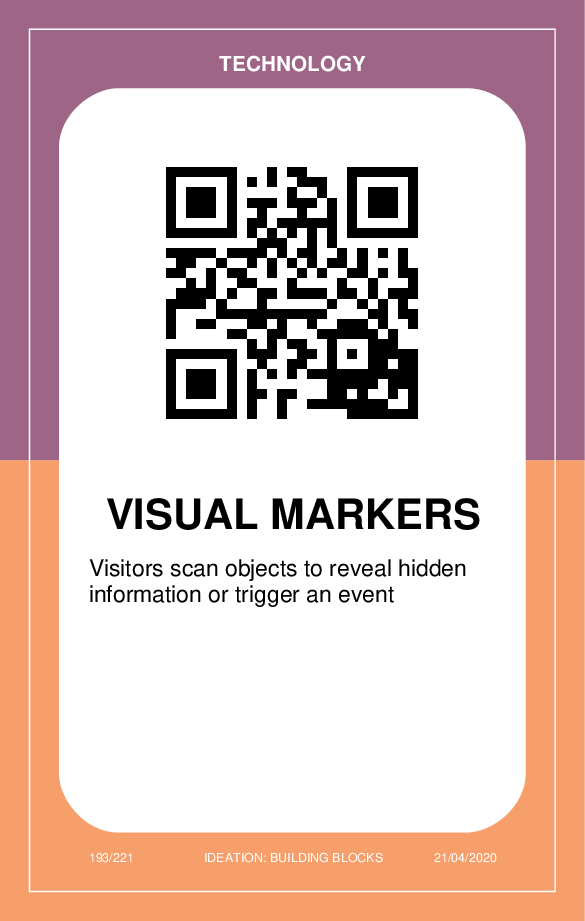 TECHNOLOGY
VISUAL MARKERS
Visitors scan objects to reveal hidden
information or trigger an event
193/221 IDEATION: BUILDING BLOCKS 21/04/2020